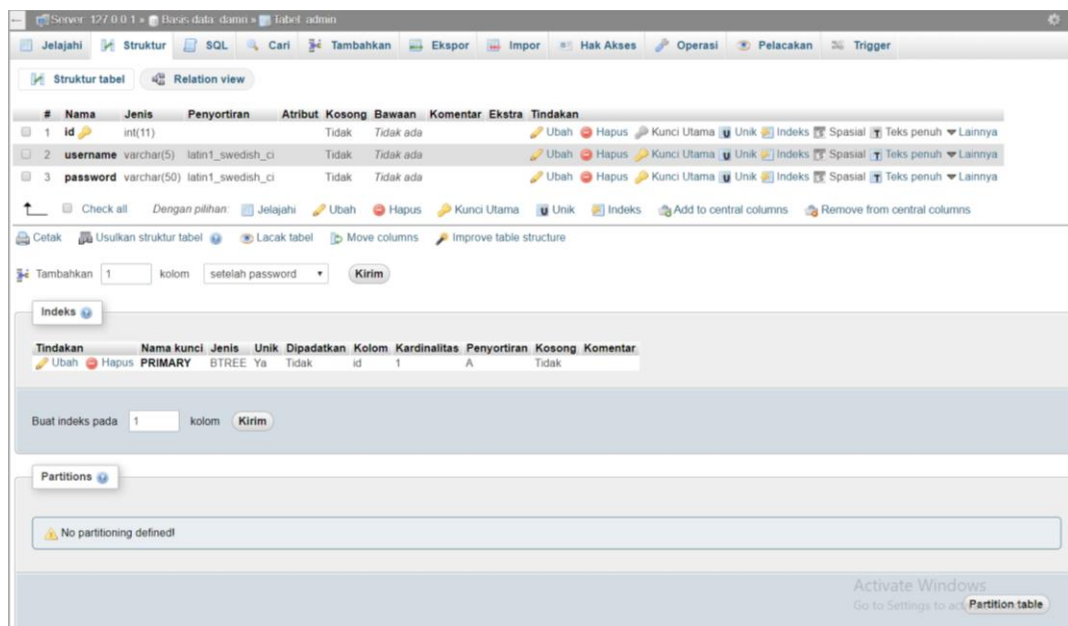 Server: 127.0.0.1 » Basis data: damn » Tabel: admin
Jelajahi Struktur SQL Cari Tambahkan Ekspor Impor Hak Akses Operasi Pelacakan Trigger
Struktur tabel Relation view
# Nama Jenis Penyortiran Atribut Kosong Bawaan Komentar Ekstra Tindakan
1 id int(11) Tidak Tidak ada Ubah Hapus Kunci Utama Unik Indeks Spasial Teks penuh Lainnya
2 username varchar(5) latin1_swedish_ci Tidak Tidak ada Ubah Hapus Kunci Utama Unik Indeks Spasial Teks penuh Lainnya
3 password varchar(50) latin1_swedish_ci Tidak Tidak ada Ubah Hapus Kunci Utama Unik Indeks Spasial Teks penuh Lainnya
Check all Dengan pilihan: Jelajahi Ubah Hapus Kunci Utama Unik Indeks Add to central columns Remove from central columns
Cetak Usulkan struktur tabel Lacak tabel Move columns Improve table structure
Tambahkan 1 kolom setelah password Kirim
Indeks
Tindakan Nama kunci Jenis Unik Dipadatkan Kolom Kardinalitas Penyortiran Kosong Komentar
Ubah Hapus PRIMARY BTREE Ya Tidak id 1 A Tidak
Buat indeks pada 1 kolom Kirim
Partitions
No partitioning defined!
Activate Windows
Go to Settings to act
Partition table